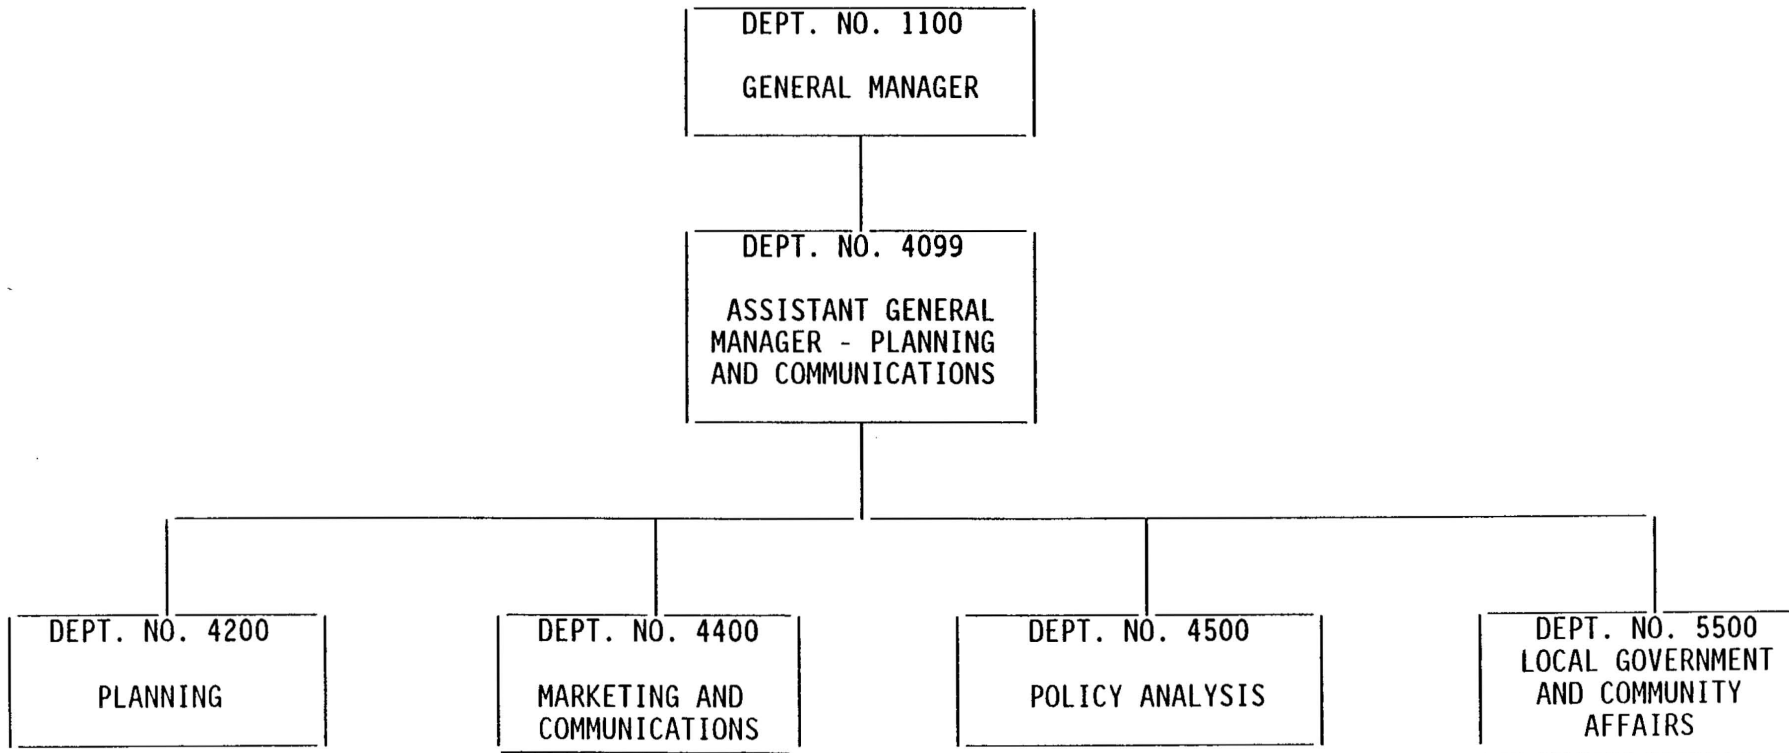 DEPT. NO. 1100
GENERAL MANAGER
DEPT. NO. 4099
ASSISTANT GENERAL
MANAGER - PLANNING
AND COMMUNICATIONS
DEPT. NO. 4200
PLANNING
DEPT. NO. 4400
MARKETING AND
COMMUNICATIONS
DEPT. NO. 4500
POLICY ANALYSIS
DEPT. NO. 5500
LOCAL GOVERNMENT
AND COMMUNITY
AFFAIRS